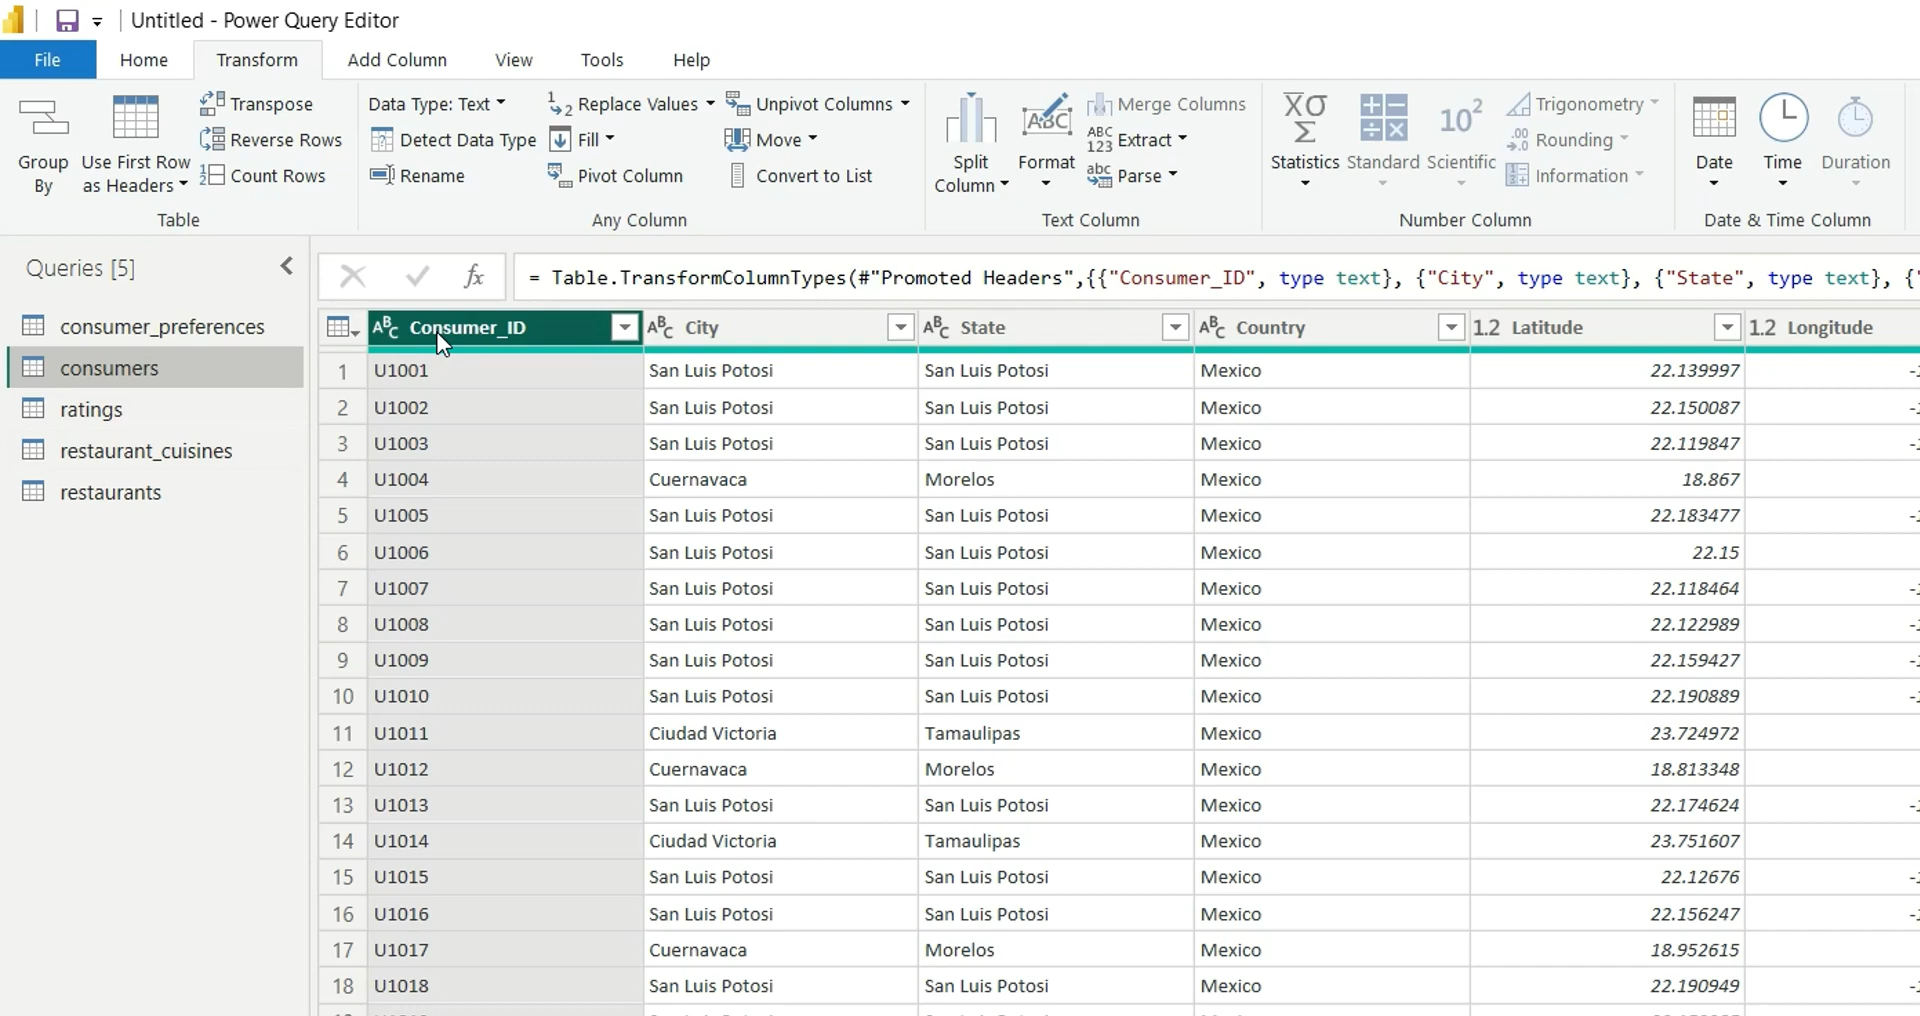 Untitled - Power Query Editor
File Home Transform Add Column View Tools Help
Group By
Use First Row as Headers
Transpose
Reverse Rows
Count Rows
Table
Data Type: Text
Detect Data Type
Rename
Replace Values
Fill
Pivot Column
Unpivot Columns
Move
Convert to List
Any Column
Split Column
Format
Merge Columns
Extract
Parse
Text Column
Statistics
Standard
Scientific
Trigonometry
Rounding
Information
Number Column
Date
Time
Duration
Date & Time Column
Queries [5]
consumer_preferences
consumers
ratings
restaurant_cuisines
restaurants
= Table.TransformColumnTypes(#"Promoted Headers",{{"Consumer_ID", type text}, {"City", type text}, {"State", type text}, {"
Consumer_ID City State Country 1.2 Latitude 1.2 Longitude
1 U1001 San Luis Potosi San Luis Potosi Mexico 22.139997
2 U1002 San Luis Potosi San Luis Potosi Mexico 22.150087
3 U1003 San Luis Potosi San Luis Potosi Mexico 22.119847
4 U1004 Cuernavaca Morelos Mexico 18.867
5 U1005 San Luis Potosi San Luis Potosi Mexico 22.183477
6 U1006 San Luis Potosi San Luis Potosi Mexico 22.15
7 U1007 San Luis Potosi San Luis Potosi Mexico 22.118464
8 U1008 San Luis Potosi San Luis Potosi Mexico 22.122989
9 U1009 San Luis Potosi San Luis Potosi Mexico 22.159427
10 U1010 San Luis Potosi San Luis Potosi Mexico 22.190889
11 U1011 Ciudad Victoria Tamaulipas Mexico 23.724972
12 U1012 Cuernavaca Morelos Mexico 18.813348
13 U1013 San Luis Potosi San Luis Potosi Mexico 22.174624
14 U1014 Ciudad Victoria Tamaulipas Mexico 23.751607
15 U1015 San Luis Potosi San Luis Potosi Mexico 22.12676
16 U1016 San Luis Potosi San Luis Potosi Mexico 22.156247
17 U1017 Cuernavaca Morelos Mexico 18.952615
18 U1018 San Luis Potosi San Luis Potosi Mexico 22.190949